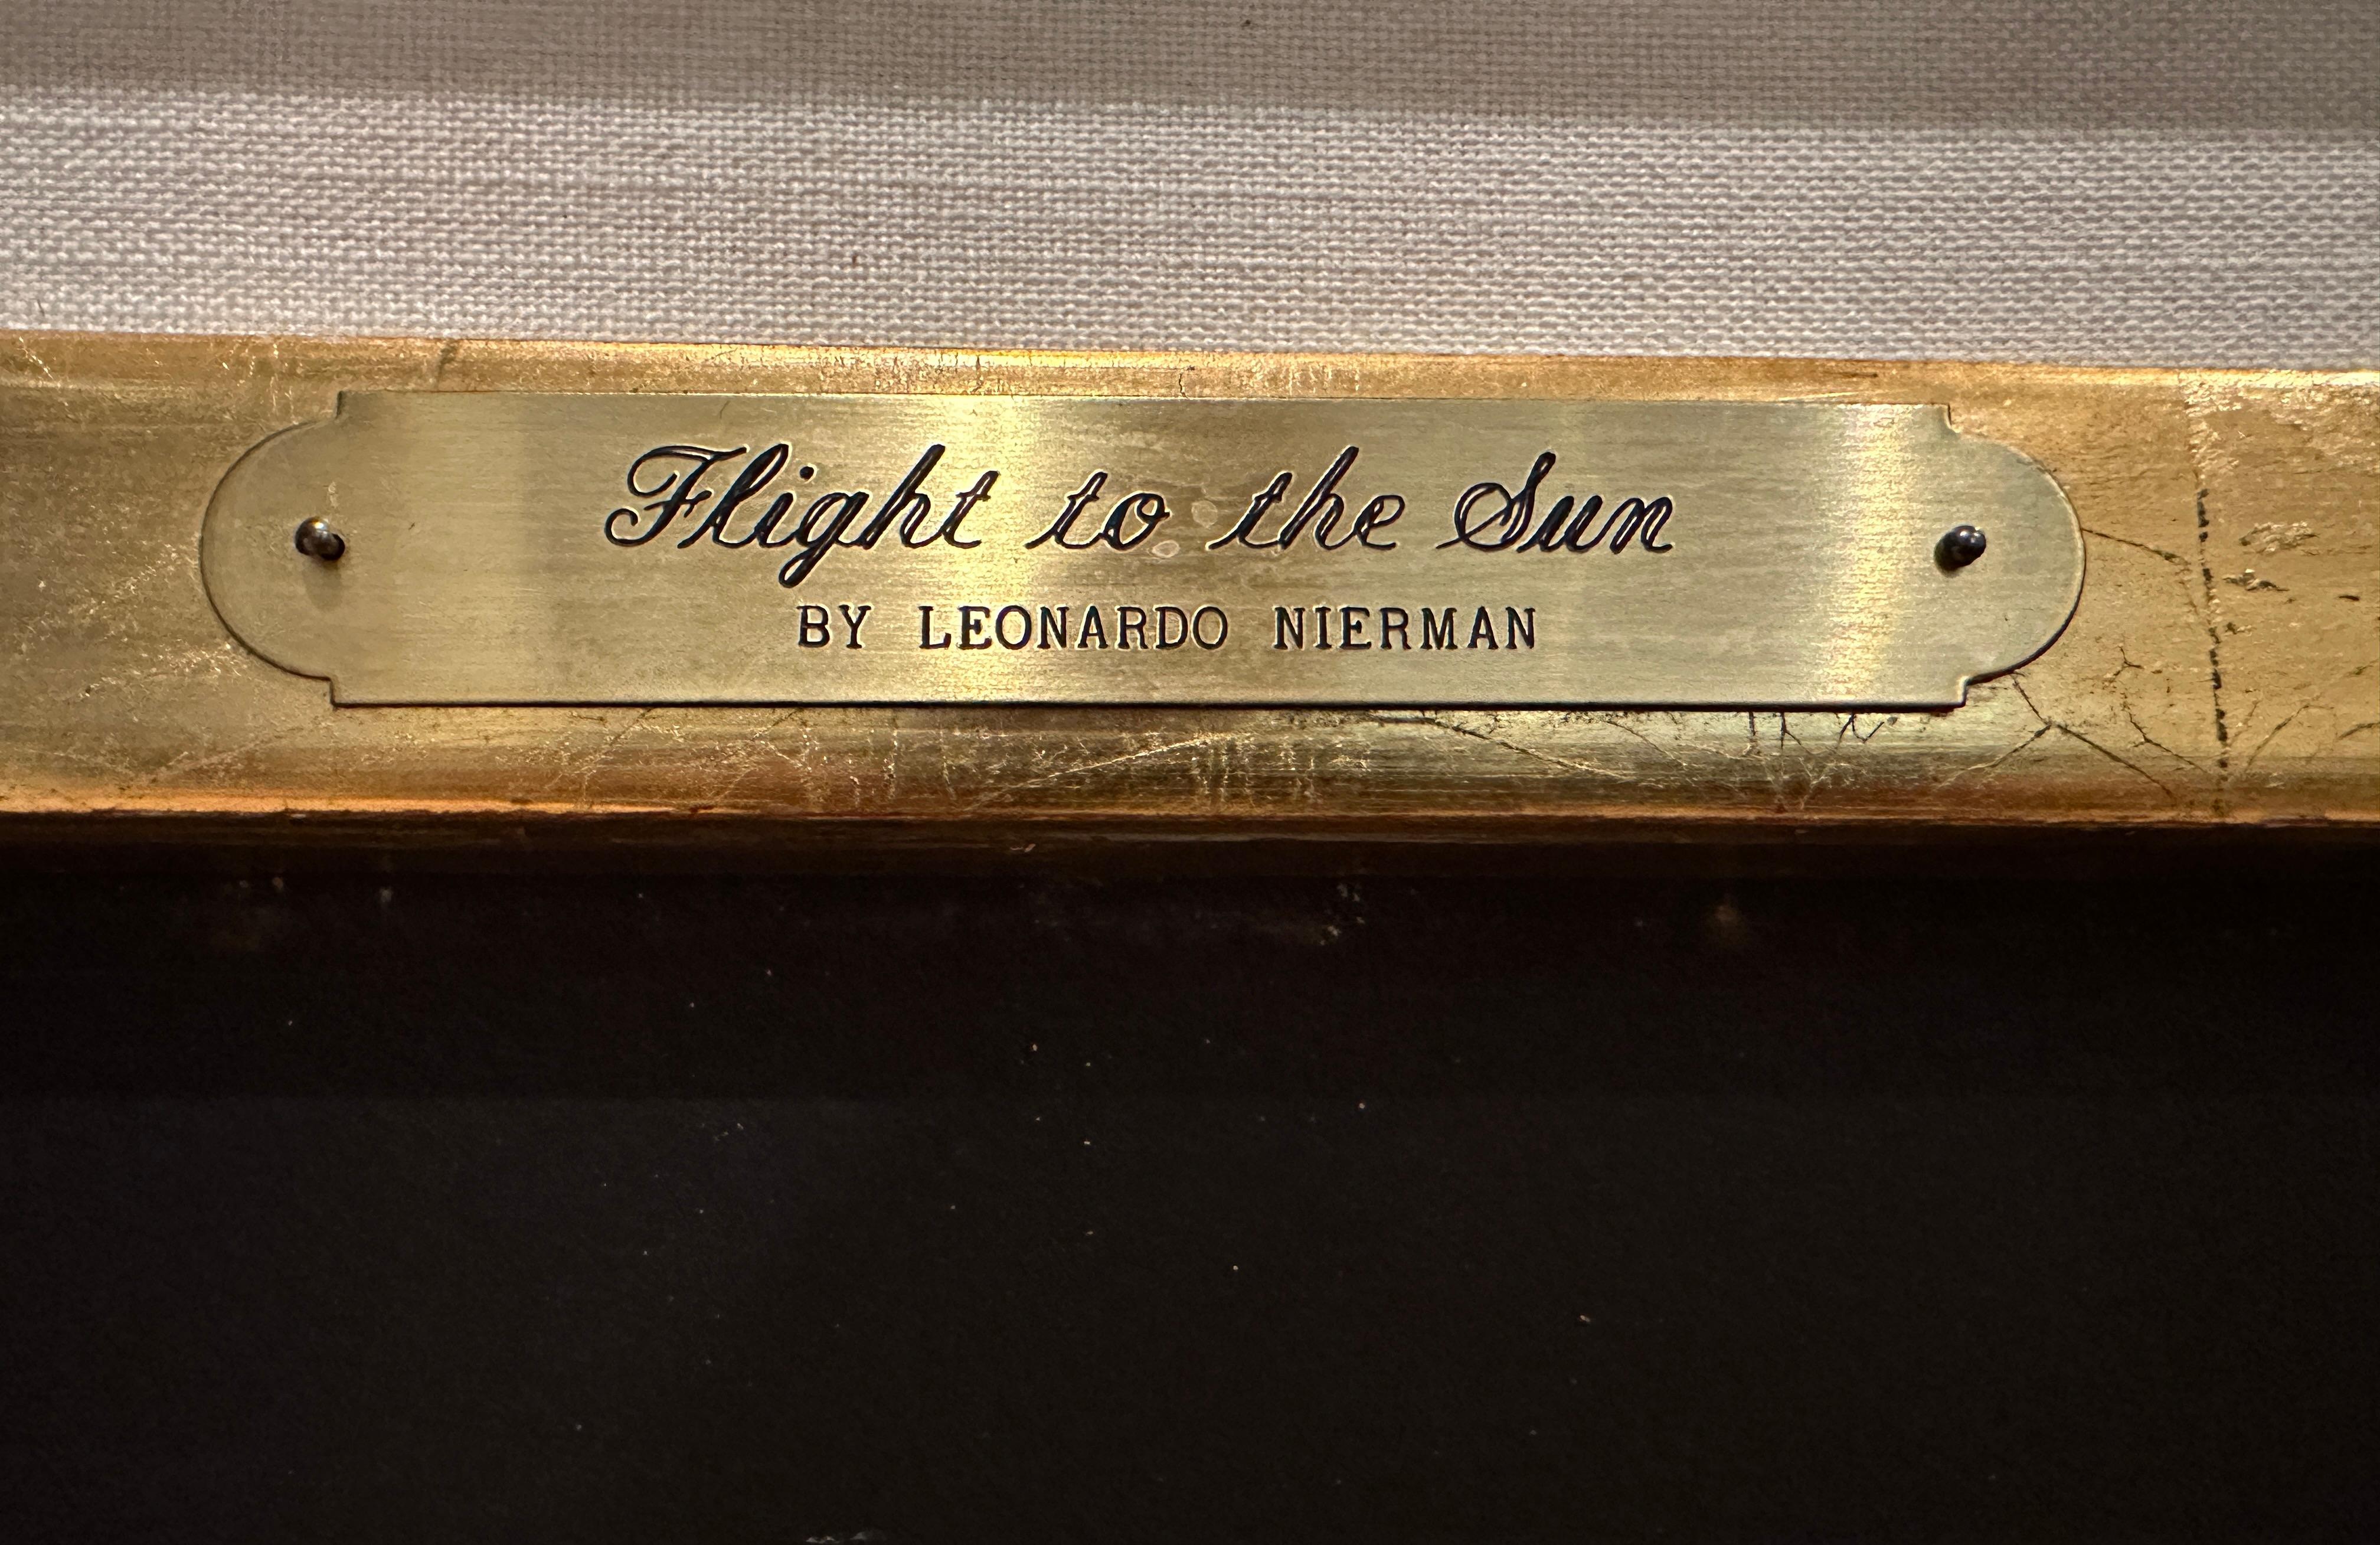 Flight to the Sun
BY LEONARDO NIERMAN